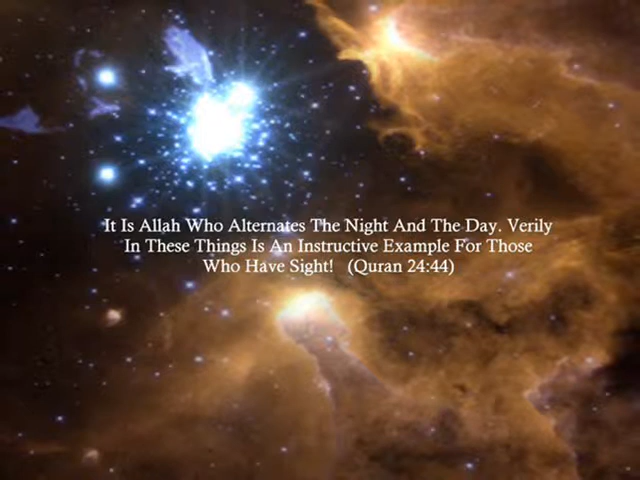 It Is Allah Who Alternates The Night And The Day. Verily
In These Things Is An Instructive Example For Those
Who Have Sight! (Quran 24:44)